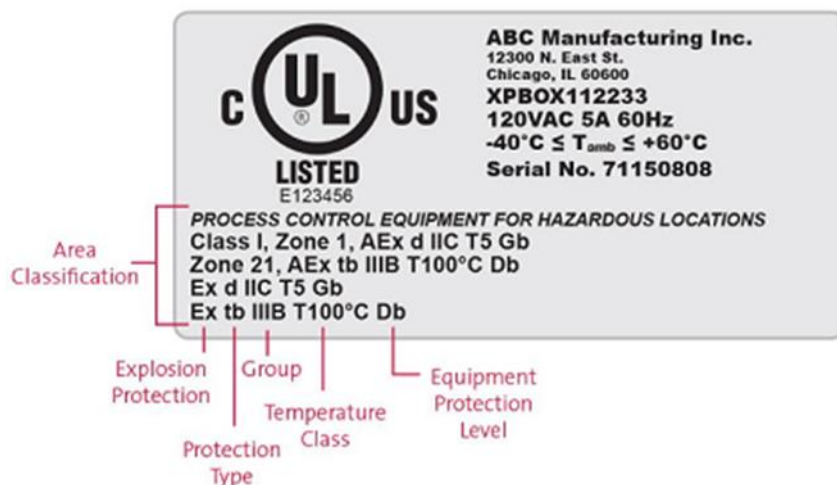 C UL US
®
LISTED
E123456
ABC Manufacturing Inc.
12300 N. East St.
Chicago, IL 60600
XPBOX112233
120VAC 5A 60Hz
-40°C ≤ Tamb ≤ +60°C
Serial No. 71150808
PROCESS CONTROL EQUIPMENT FOR HAZARDOUS LOCATIONS
Class I, Zone 1, AEx d IIC T5 Gb
Zone 21, AEx tb IIIB T100°C Db
Ex d IIC T5 Gb
Ex tb IIIB T100°C Db
Area
Classification
Explosion
Protection
Protection
Type
Group
Temperature
Class
Equipment
Protection
Level